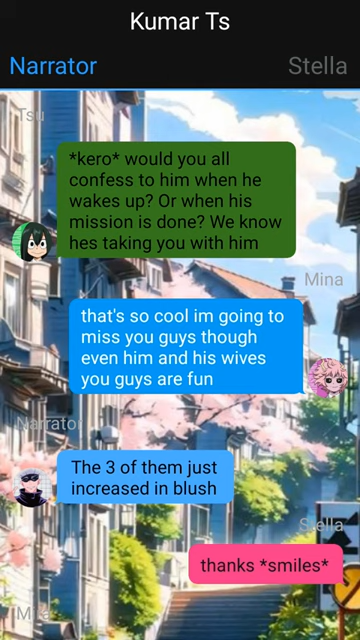 Kumar Ts
Narrator Stella
Tsu
*kero* would you all
confess to him when he
wakes up? Or when his
mission is done? We know
hes taking you with him
Mina
that's so cool im going to
miss you guys though
even him and his wives
you guys are fun
Narrator
The 3 of them just
increased in blush
Stella
thanks *smiles*
Mina